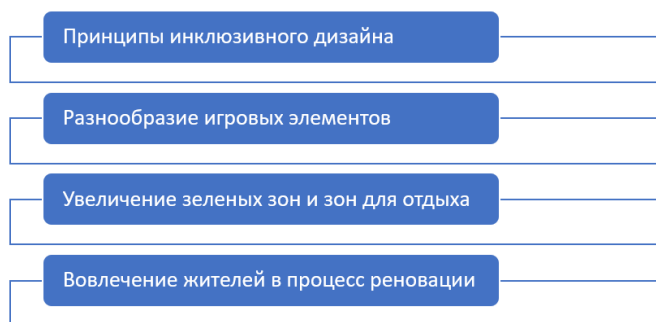 Принципы инклюзивного дизайна
Разнообразие игровых элементов
Увеличение зеленых зон и зон для отдыха
Вовлечение жителей в процесс реновации